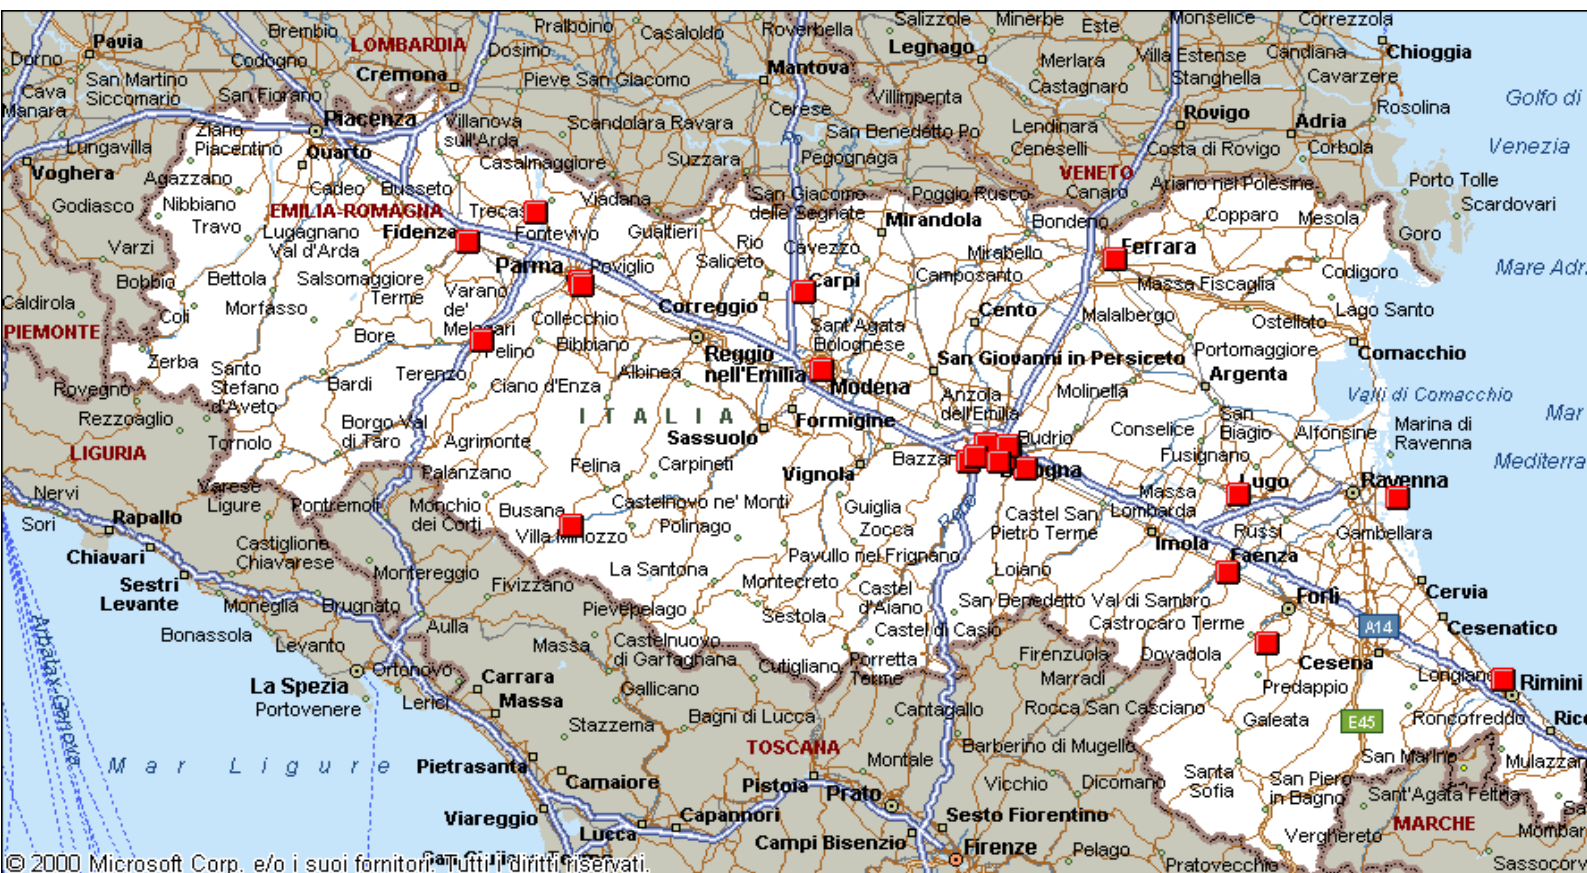 Pavia
Dorno
Cava
Manara
San Martino
Siccomario
Brembio
Codogno
LOMBARDIA
Cremona
San Fiorano
Dosimo
Pralboino
Casaloldo
Roverbella
Pieve San Giacomo
Mantova
Salizzole
Minerbe
Este
Monselice
Correzzola
Legnago
Merlara
Villa Estense
Candiana
Chioggia
Castagnaro
Stanghella
Cavarzere
Villimpenta
Cerese
Rovigo
Rosolina
Golfo di
Venezia
Adria
Lungavilla
Voghera
Ziano
Piacentino
Piacenza
Quarto
Villanova
sull'Arda
Scandolara Ravara
Casalmaggiore
Suzzara
San Benedetto Po
Pegognaga
Lendinara
Ceneselli
Costa di Rovigo
Corbola
VENETO
Canaro
Ariano nel Polesine
Porto Tolle
Scardovari
Agazzano
Godiasco
Nibbiano
Travo
Cadeo
Busseto
EMILIA-ROMAGNA
Lugagnano
Val d'Arda
Fidenza
Trecas
Fontevivo
Viadana
Gualtieri
San Giacomo
delle Segnate
Poggio Rusco
Mirandola
Bondeno
Copparo
Mesola
Goro
Varzi
Bobbio
Bettola
Salsomaggiore
Terme
Parma
Poviglio
Rio
Saliceto
Cavezzo
Mirabello
Ferrara
Camposanto
Massa Fiscaglia
Codigoro
Mare Adr
Caldirola
Coli
Morfasso
Varano
de'
Melegari
Collecchio
Correggio
Carpi
Cento
Malalbergo
Ostellato
Lago Santo
PIEMONTE
Zerba
Bore
Felino
Bibbiano
Reggio
nell'Emilia
Sant'Agata
Bolognese
San Giovanni in Persiceto
Portomaggiore
Comacchio
Rovegno
Santo
Stefano
d'Aveto
Bardi
Terenzo
Ciano d'Enza
Albinea
Modena
Argenta
Valli di Comacchio
Rezzoaglio
Anzola
dell'Emilia
Molinella
ITALIA
Formigine
San
Biagio
Mar
Tornolo
Borgo Val
di Taro
Agrimonte
Sassuolo
Budrio
Conselice
Alfonsine
Marina di
Ravenna
LIGURIA
Palanzano
Felina
Carpineti
Vignola
Fusignano
Mediterra
Nervi
Sori
Varese
Ligure
Pontremoli
Monchio
dei Corti
Busana
Castelnovo ne' Monti
Massa
Lombarda
Lugo
Ravenna
Rapallo
Villa Minozzo
Polinago
Guiglia
Zocca
Castel San
Pietro Terme
Russi
Gambellara
Chiavari
Castiglione
Chiavarese
Pavullo nel Frignano
Imola
Faenza
Sestri
Levante
Montereggio
Fivizzano
La Santona
Montecreto
Castel
d'Aiano
Loiano
Cervia
Moneglia
Brugnato
Pievepelago
Sestola
San Benedetto Val di Sambro
Forlì
Bonassola
Levanto
Aulla
Massa
Castelnuovo
di Garfagnana
Castel di Casio
Castrocaro Terme
A14
Cesenatico
Arbatax-Genova
Ortonovo
Cutigliano
Porretta
Terme
Firenzuola
Dovadola
Cesena
La Spezia
Portovenere
Lerici
Carrara
Massa
Gallicano
Marradi
Predappio
Longiano
Rimini
Stazzema
Bagni di Lucca
Cantagallo
Rocca San Casciano
Galeata
E45
Roncofreddo
Ricc
Mar Ligure
TOSCANA
Barberino di Mugello
San Marino
Mulazzan
Pietrasanta
Camaiore
Pistoia
Montale
Vicchio
Dicomano
Santa
Sofia
San Piero
in Bagno
Sant'Agata Feltria
Prato
Viareggio
Lucca
Capannori
Sesto Fiorentino
MARCHE
Campi Bisenzio
Verghereto
Mombar
Firenze
Pelago
Pratovecchio
Sassocorv
© 2000 Microsoft Corp. e/o i suoi fornitori. Tutti i diritti riservati.